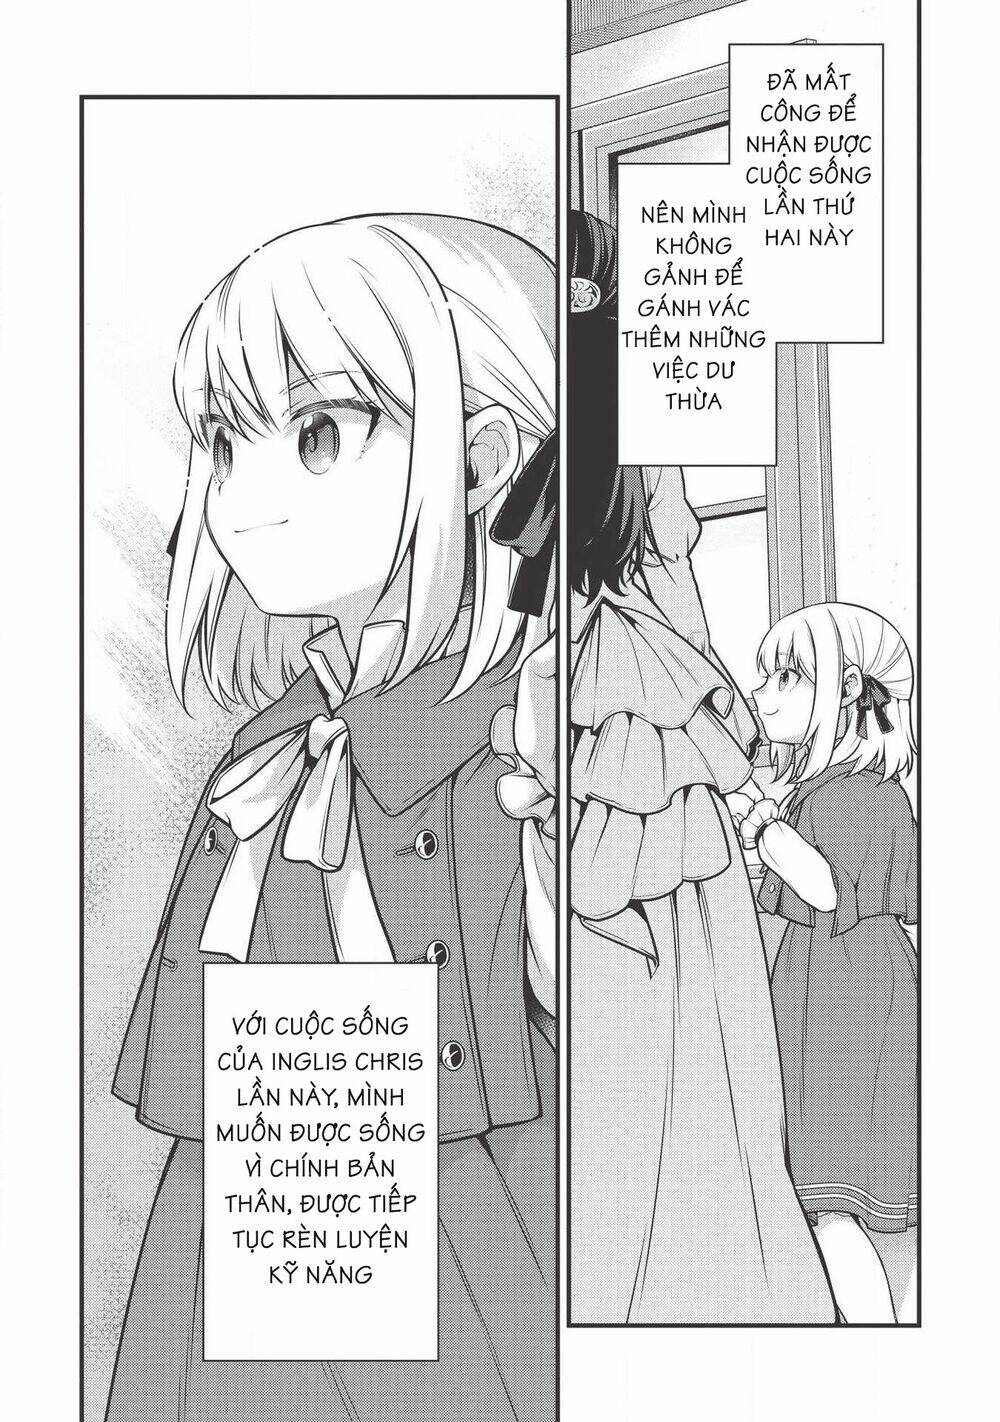 ĐÃ MẤT
CÔNG ĐỂ
NHẬN ĐƯỢC
CUỘC SỐNG
LẦN THỨ
HAI NÀY
NÊN MÌNH
KHÔNG
GẢNH ĐỂ
GÁNH VÁC
THÊM NHỮNG
VIỆC DƯ
THỪA
VỚI CUỘC SỐNG
CỦA INGLIS CHRIS
LẦN NÀY, MÌNH
MUỐN ĐƯỢC SỐNG
VÌ CHÍNH BẢN
THÂN, ĐƯỢC TIẾP
TỤC RÈN LUYỆN
KỸ NĂNG